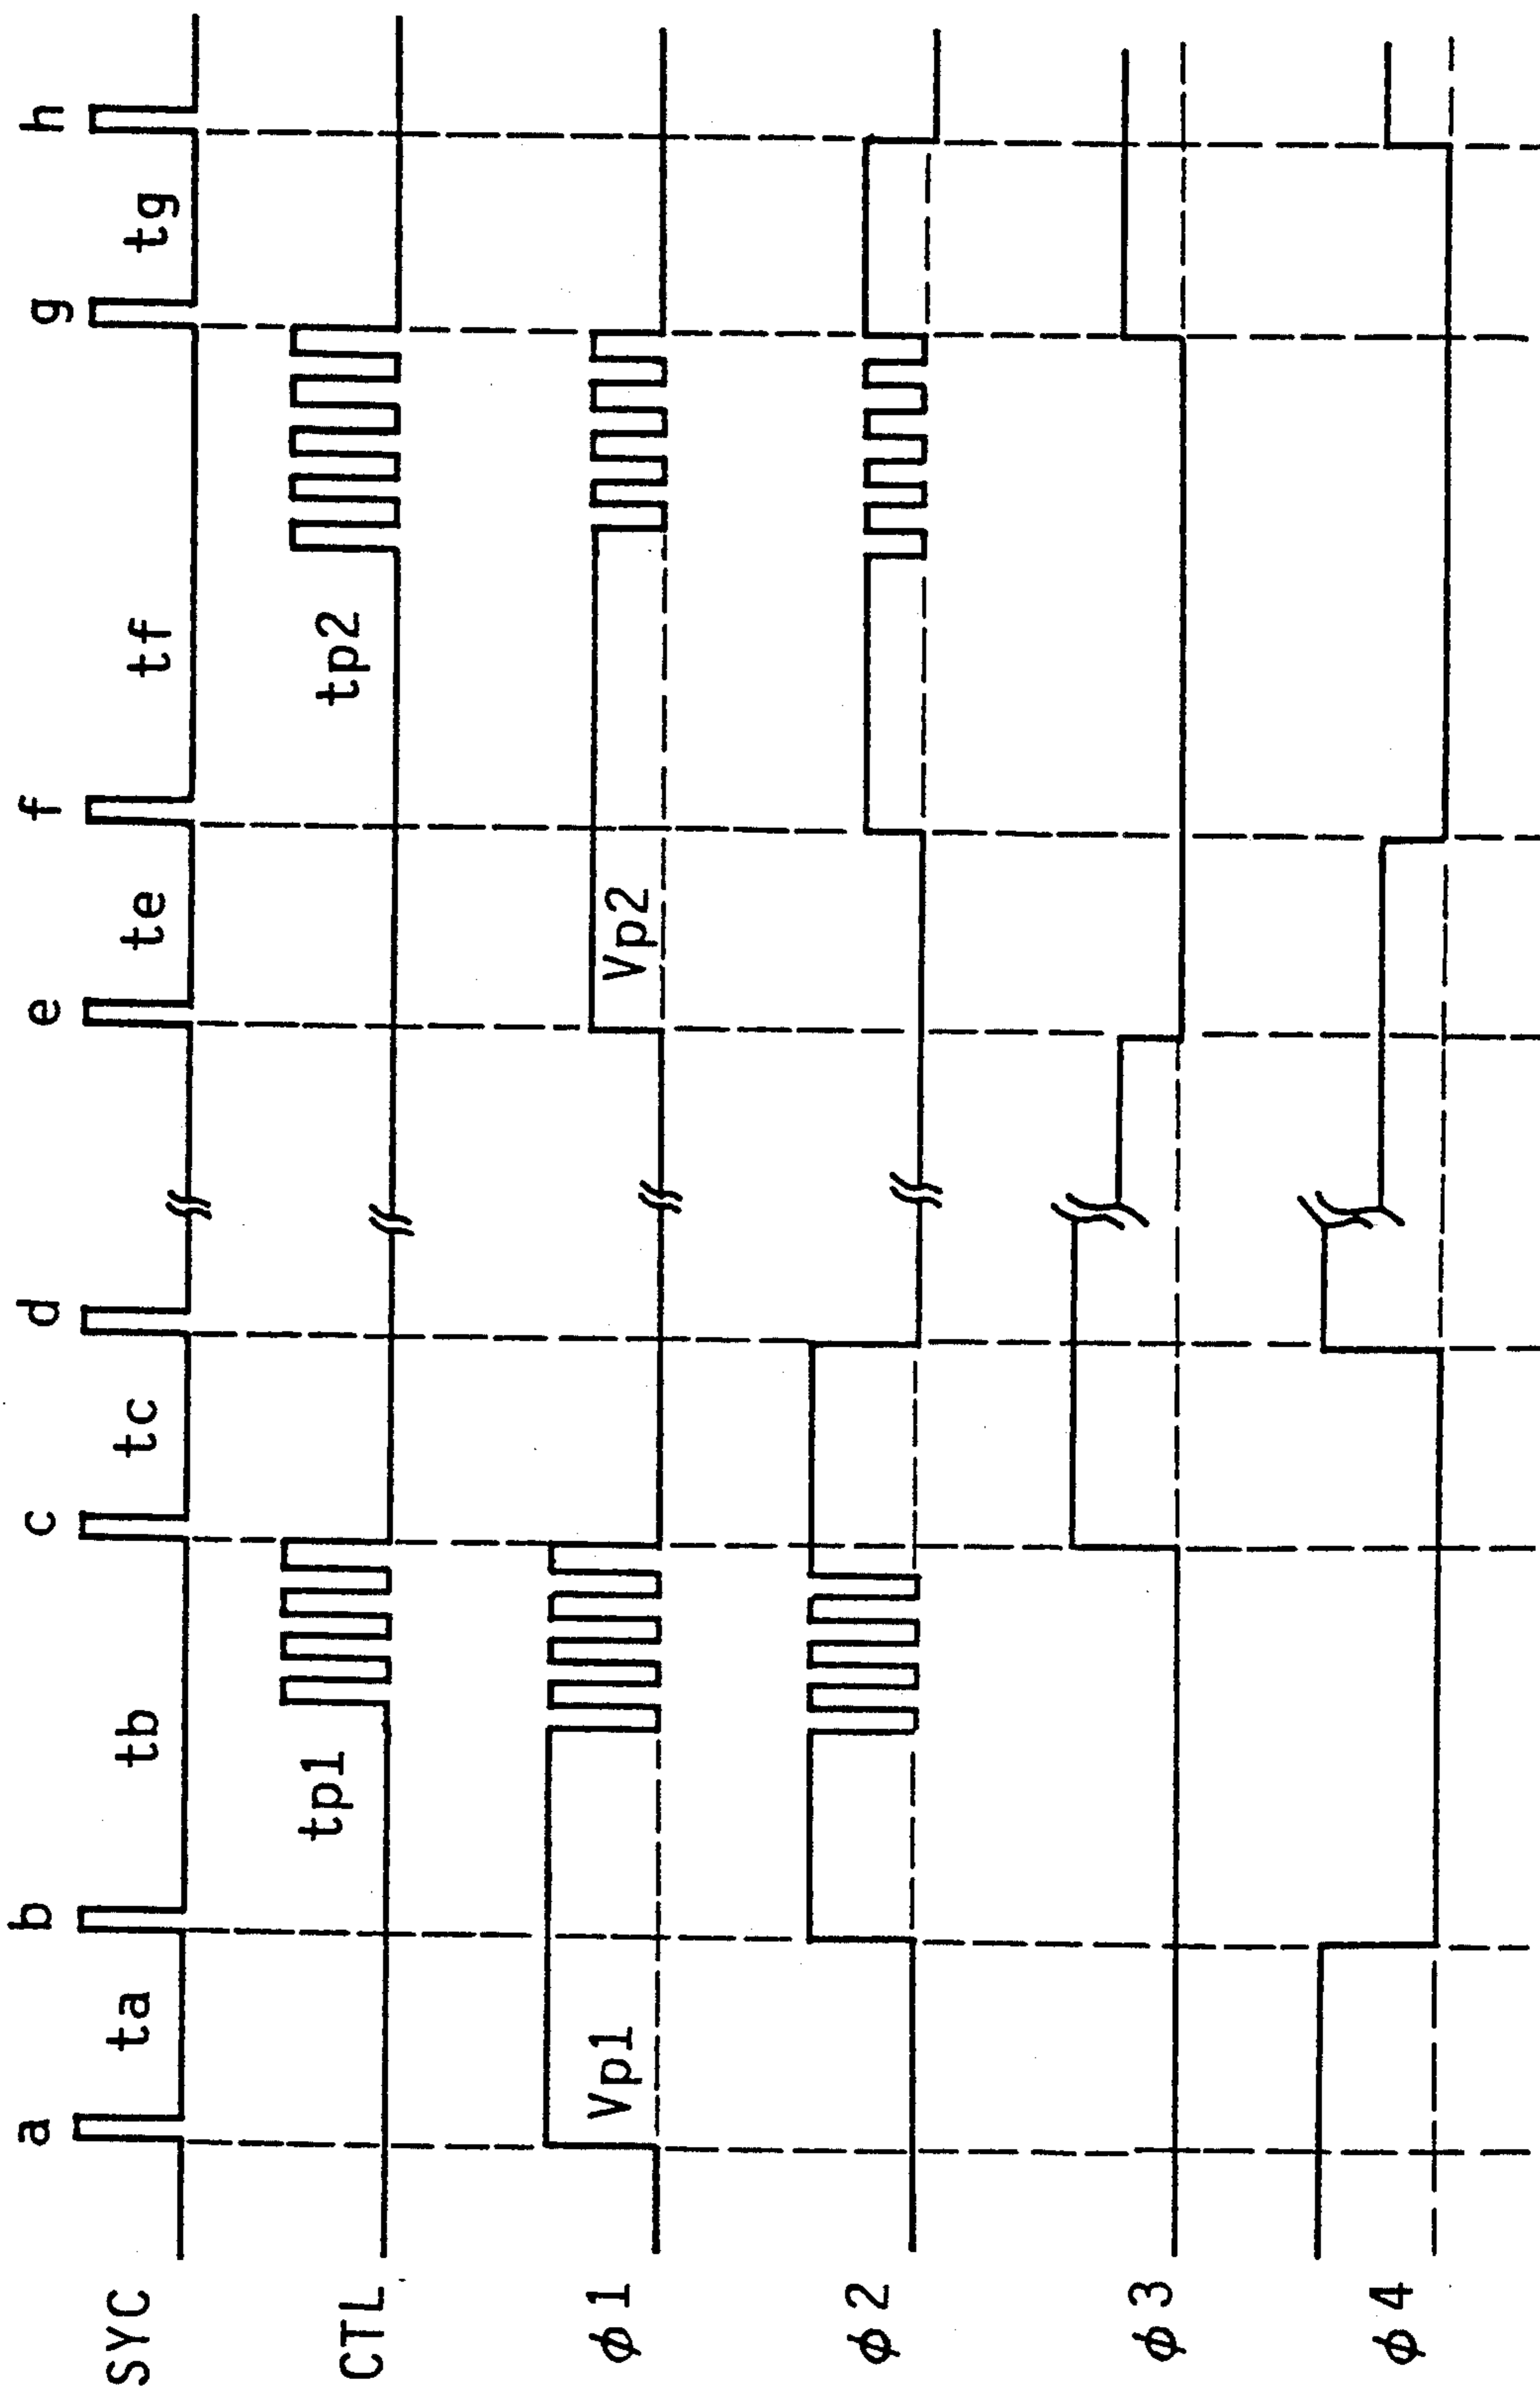 a b c d e f g h
SYC ta tb tc te tf tg
CTL tp1 tp2
φ1 Vp1 Vp2
φ2
φ3
φ4